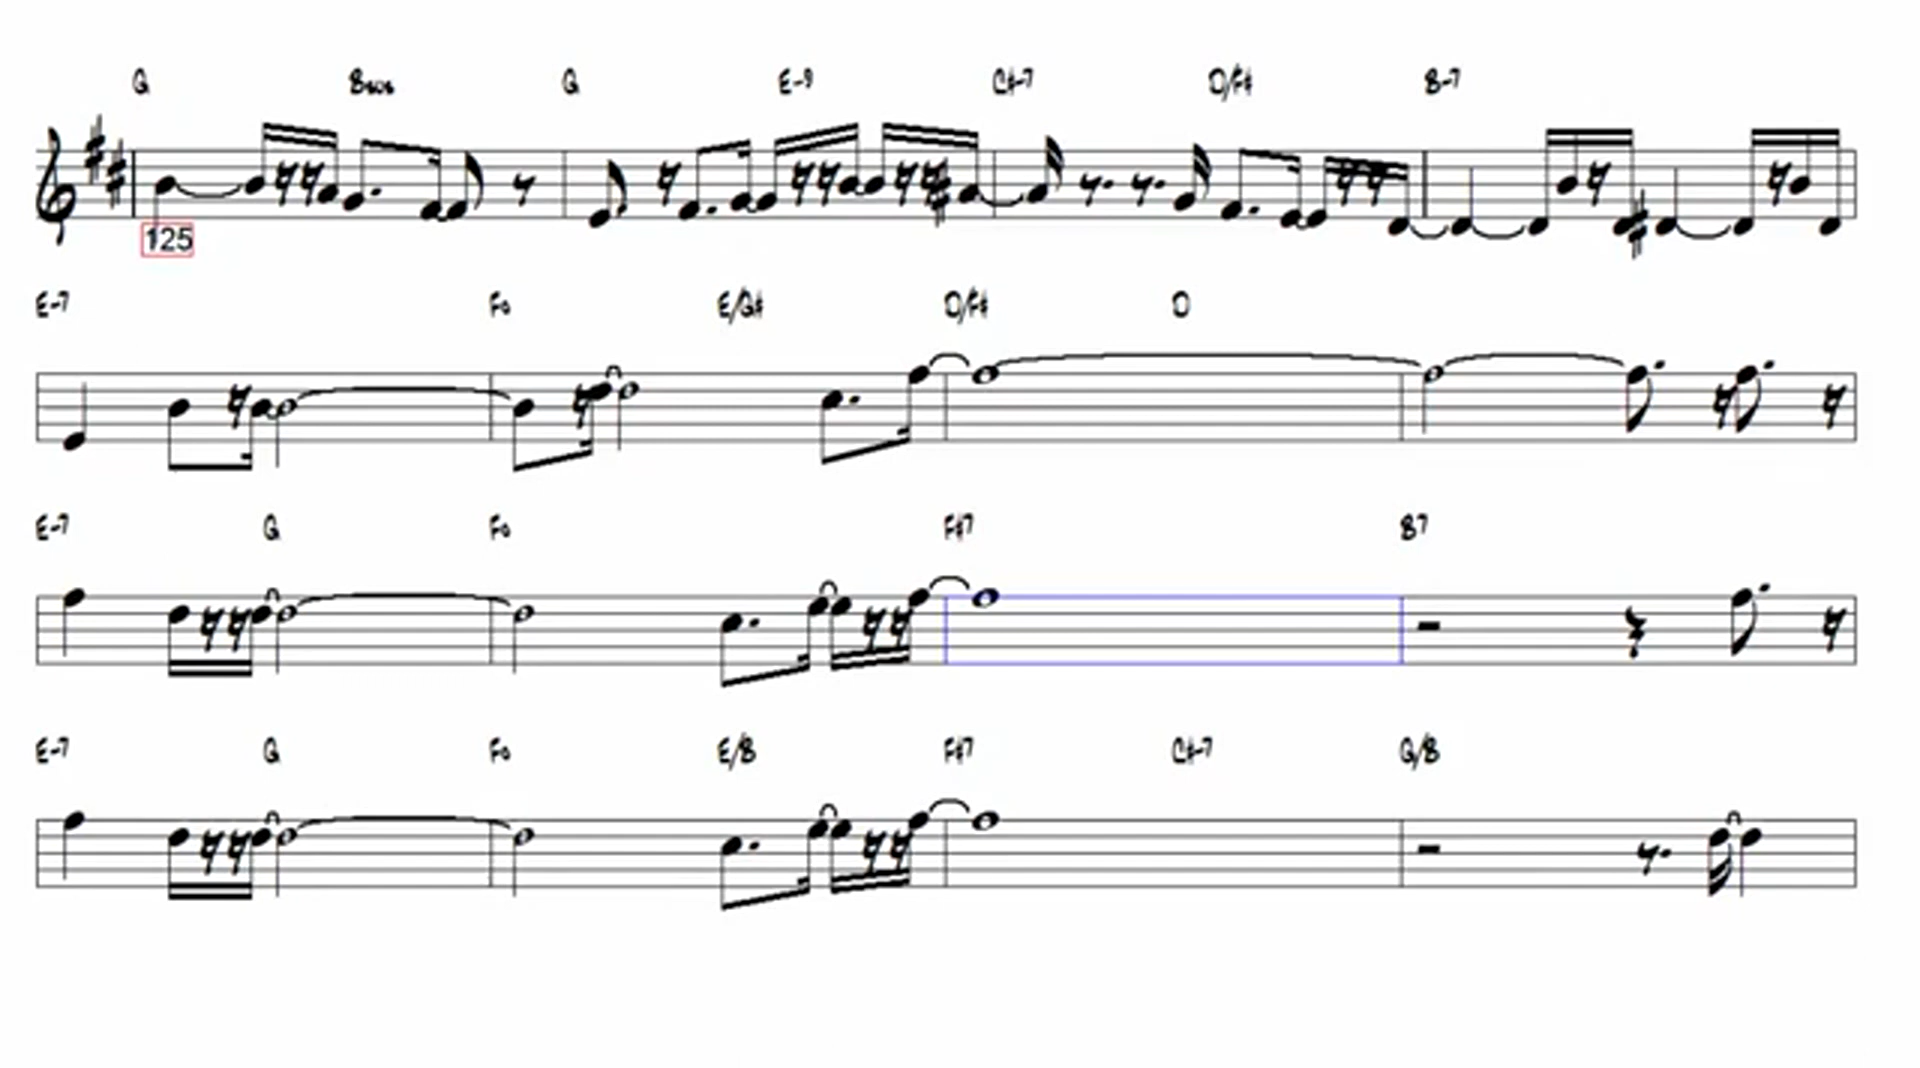 G Bsus G E-9 C#-7 D/F# B-7
125
E-7 Fo E/G# D/F# D
E-7 G Fo F#7 B7
E-7 G Fo E/B F#7 C#-7 G/B